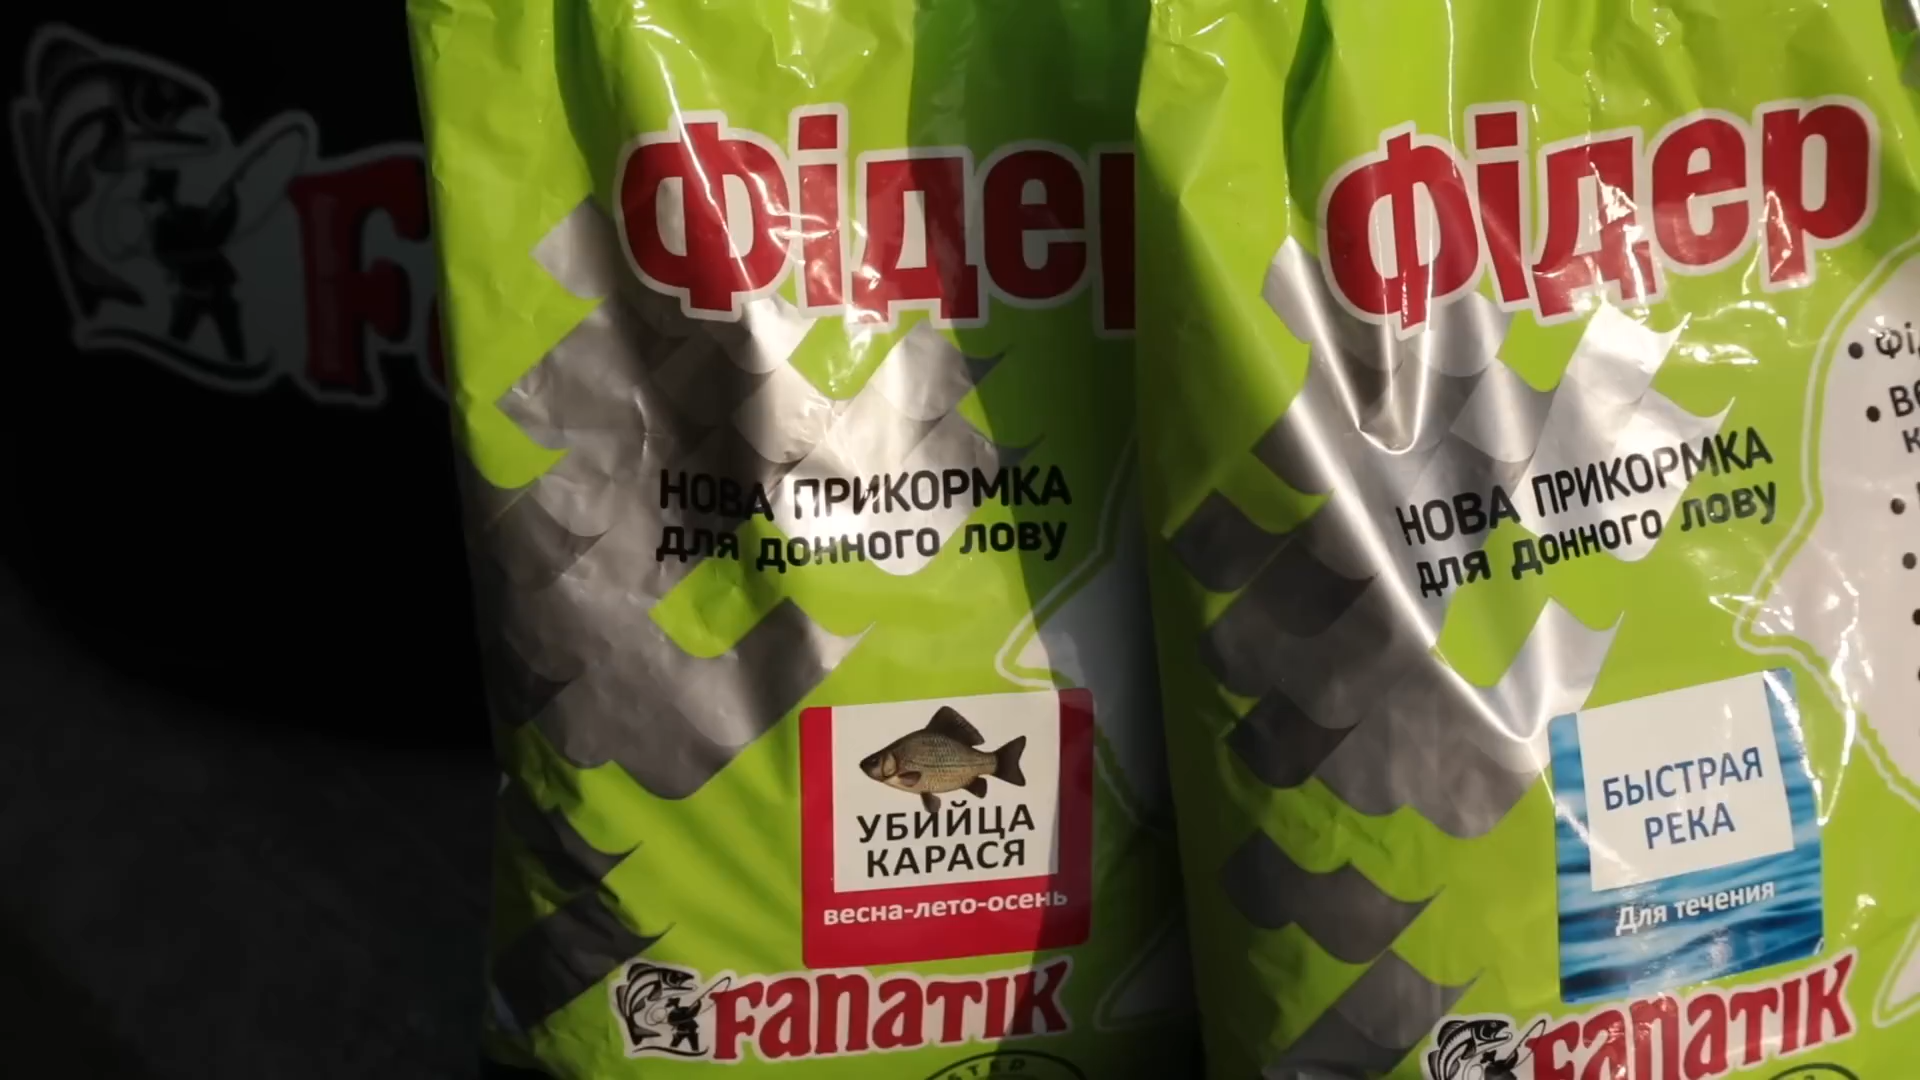 Фідер
НОВА ПРИКОРМКА
для донного лову
УБИЙЦА
КАРАСЯ
весна-лето-осень
FANATIK
Фідер
НОВА ПРИКОРМКА
для донного лову
БЫСТРАЯ
РЕКА
Для течения
FANATIK